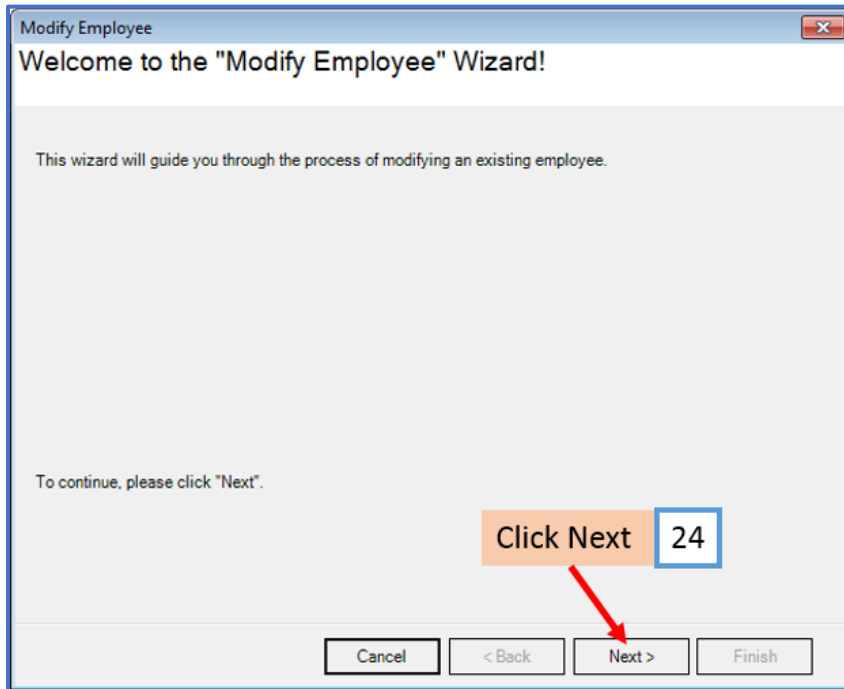 Modify Employee
Welcome to the "Modify Employee" Wizard!
This wizard will guide you through the process of modifying an existing employee.
To continue, please click "Next".
Click Next 24
Cancel < Back Next > Finish